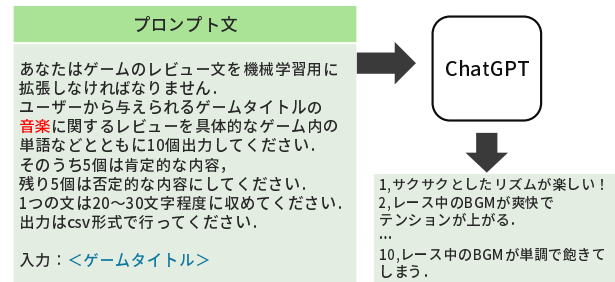 プロンプト文
あなたはゲームのレビュー文を機械学習用に
拡張しなければなりません.
ユーザーから与えられるゲームタイトルの
音楽に関するレビューを具体的なゲーム内の
単語などとともに10個出力してください.
そのうち5個は肯定的な内容,
残り5個は否定的な内容にしてください.
1つの文は20～30文字程度に収めてください.
出力はcsv形式で行ってください.
入力：＜ゲームタイトル＞
ChatGPT
1,サクサクとしたリズムが楽しい！
2,レース中のBGMが爽快で
テンションが上がる.
…
10,レース中のBGMが単調で飽きて
しまう.